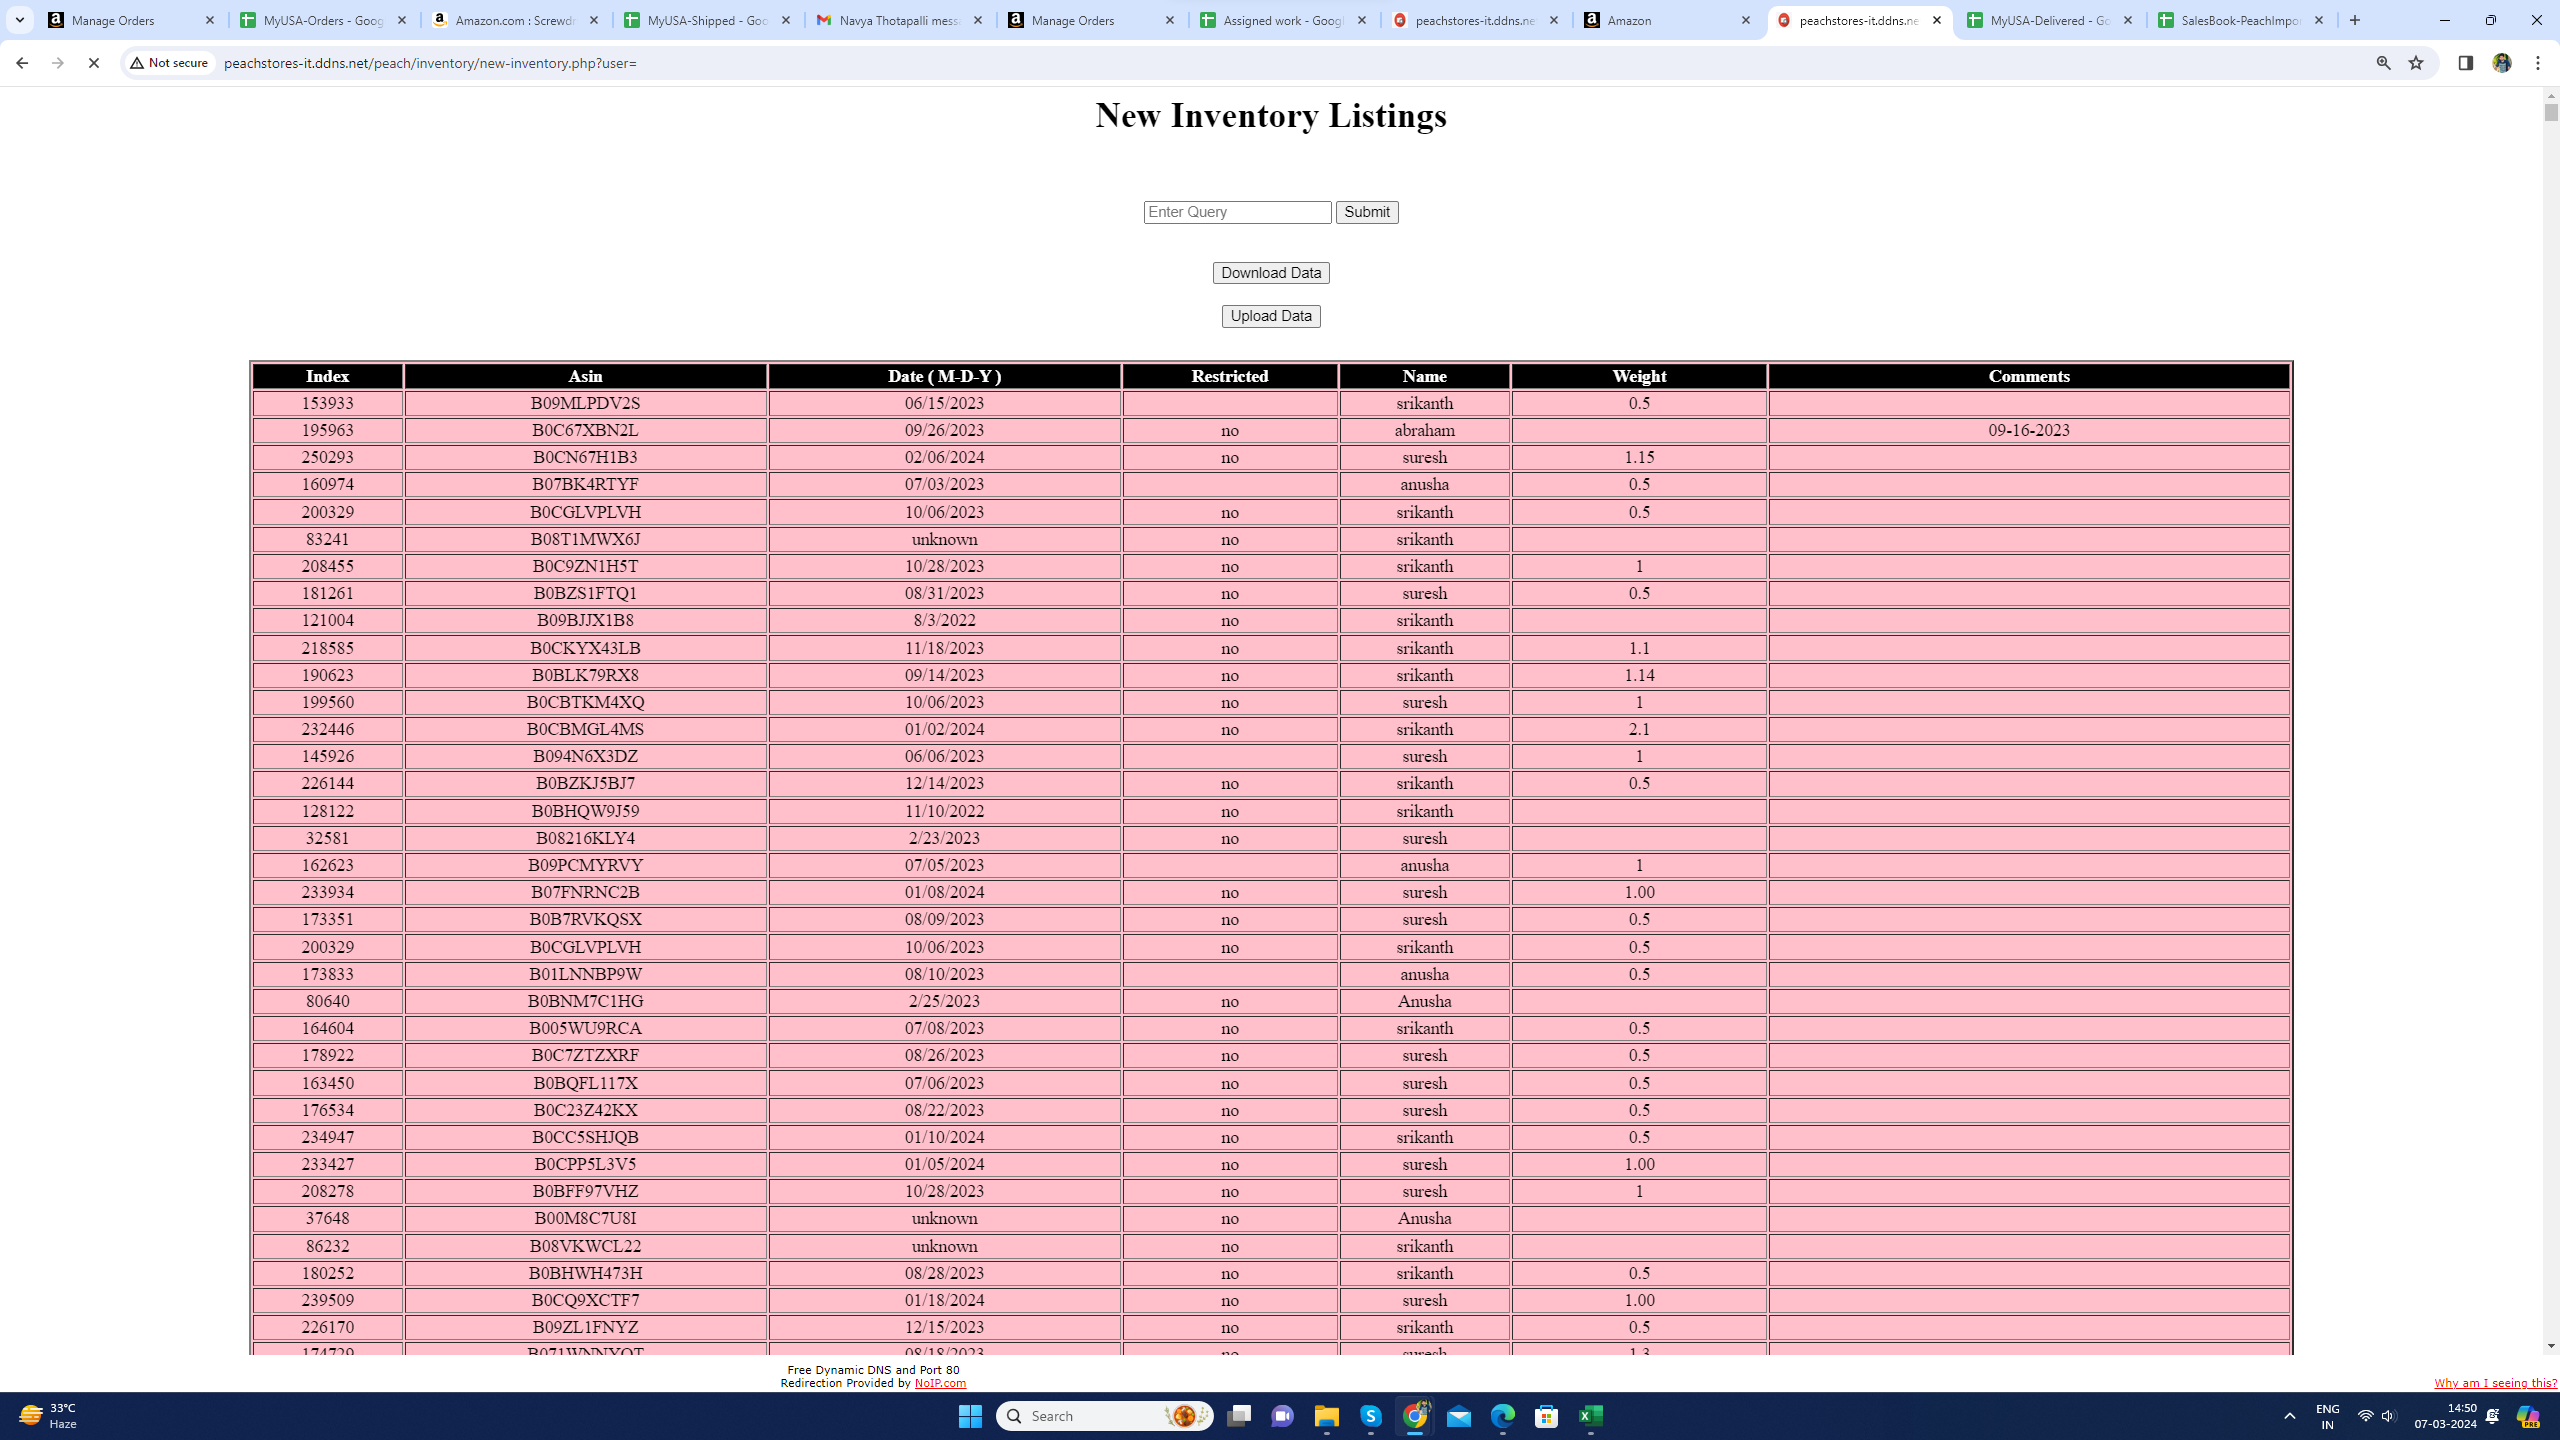 Manage Orders
MyUSA-Orders - Goog
Amazon.com : Screwdr
MyUSA-Shipped - Goo
Navya Thotapalli mess
Manage Orders
Assigned work - Googl
peachstores-it.ddns.ne
Amazon
peachstores-it.ddns.ne
MyUSA-Delivered - Go
SalesBook-PeachImpor
Not secure
peachstores-it.ddns.net/peach/inventory/new-inventory.php?user=
New Inventory Listings
Enter Query Submit
Download Data
Upload Data
Index Asin Date ( M-D-Y ) Restricted Name Weight Comments
153933 B09MLPDV2S 06/15/2023 srikanth 0.5
195963 B0C67XBN2L 09/26/2023 no abraham 09-16-2023
250293 B0CN67H1B3 02/06/2024 no suresh 1.15
160974 B07BK4RTYF 07/03/2023 anusha 0.5
200329 B0CGLVPLVH 10/06/2023 no srikanth 0.5
83241 B08T1MWX6J unknown no srikanth
208455 B0C9ZN1H5T 10/28/2023 no srikanth 1
181261 B0BZS1FTQ1 08/31/2023 no suresh 0.5
121004 B09BJJX1B8 8/3/2022 no srikanth
218585 B0CKYX43LB 11/18/2023 no srikanth 1.1
190623 B0BLK79RX8 09/14/2023 no srikanth 1.14
199560 B0CBTKM4XQ 10/06/2023 no suresh 1
232446 B0CBMGL4MS 01/02/2024 no srikanth 2.1
145926 B094N6X3DZ 06/06/2023 suresh 1
226144 B0BZKJ5BJ7 12/14/2023 no srikanth 0.5
128122 B0BHQW9J59 11/10/2022 no srikanth
32581 B08216KLY4 2/23/2023 no suresh
162623 B09PCMYRVY 07/05/2023 anusha 1
233934 B07FNRNC2B 01/08/2024 no suresh 1.00
173351 B0B7RVKQSX 08/09/2023 no suresh 0.5
200329 B0CGLVPLVH 10/06/2023 no srikanth 0.5
173833 B01LNNBP9W 08/10/2023 anusha 0.5
80640 B0BNM7C1HG 2/25/2023 no Anusha
164604 B005WU9RCA 07/08/2023 no srikanth 0.5
178922 B0C7ZTZXRF 08/26/2023 no suresh 0.5
163450 B0BQFL117X 07/06/2023 no suresh 0.5
176534 B0C23Z42KX 08/22/2023 no suresh 0.5
234947 B0CC5SHJQB 01/10/2024 no srikanth 0.5
233427 B0CPP5L3V5 01/05/2024 no suresh 1.00
208278 B0BFF97VHZ 10/28/2023 no suresh 1
37648 B00M8C7U8I unknown no Anusha
86232 B08VKWCL22 unknown no srikanth
180252 B0BHWH473H 08/28/2023 no srikanth 0.5
239509 B0CQ9XCTF7 01/18/2024 no suresh 1.00
226170 B09ZL1FNYZ 12/15/2023 no srikanth 0.5
174729 B071WNNYQT 08/18/2023 no suresh 1.3
Free Dynamic DNS and Port 80
Redirection Provided by NoIP.com
Why am I seeing this?
33°C
Haze
Search
ENG
IN
14:50
07-03-2024
PRE